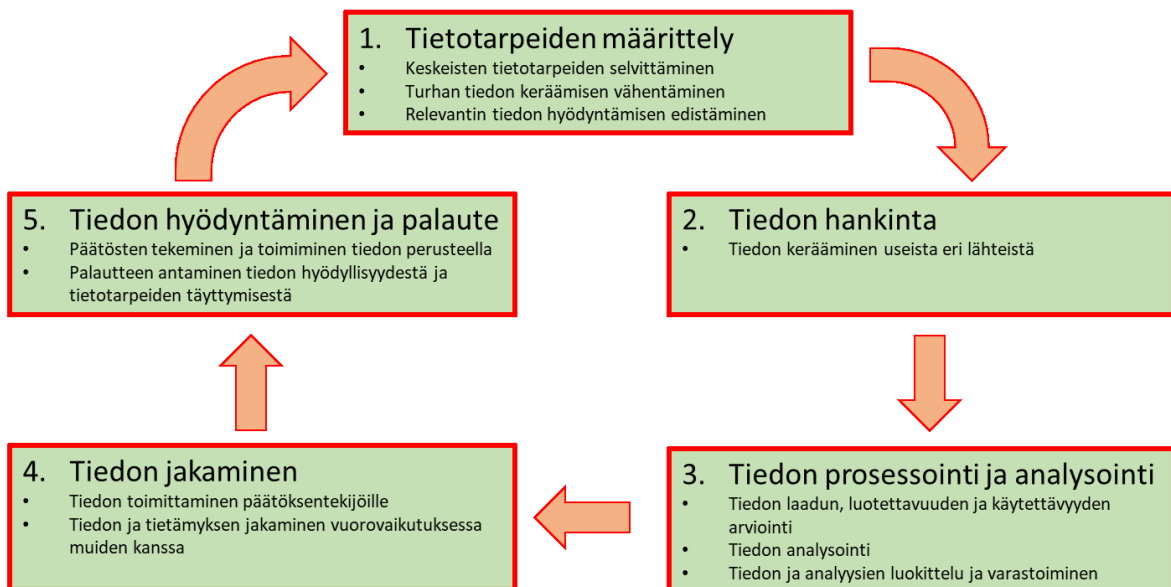 1. Tietotarpeiden määrittely
• Keskeisten tietotarpeiden selvittäminen
• Turhan tiedon keräämisen vähentäminen
• Relevantin tiedon hyödyntämisen edistäminen
2. Tiedon hankinta
• Tiedon kerääminen useista eri lähteistä
3. Tiedon prosessointi ja analysointi
• Tiedon laadun, luotettavuuden ja käytettävyyden
arviointi
• Tiedon analysointi
• Tiedon ja analyysien luokittelu ja varastoiminen
4. Tiedon jakaminen
• Tiedon toimittaminen päätöksentekijöille
• Tiedon ja tietämyksen jakaminen vuorovaikutuksessa
muiden kanssa
5. Tiedon hyödyntäminen ja palaute
• Päätösten tekeminen ja toimiminen tiedon perusteella
• Palautteen antaminen tiedon hyödyllisyydestä ja
tietotarpeiden täyttymisestä